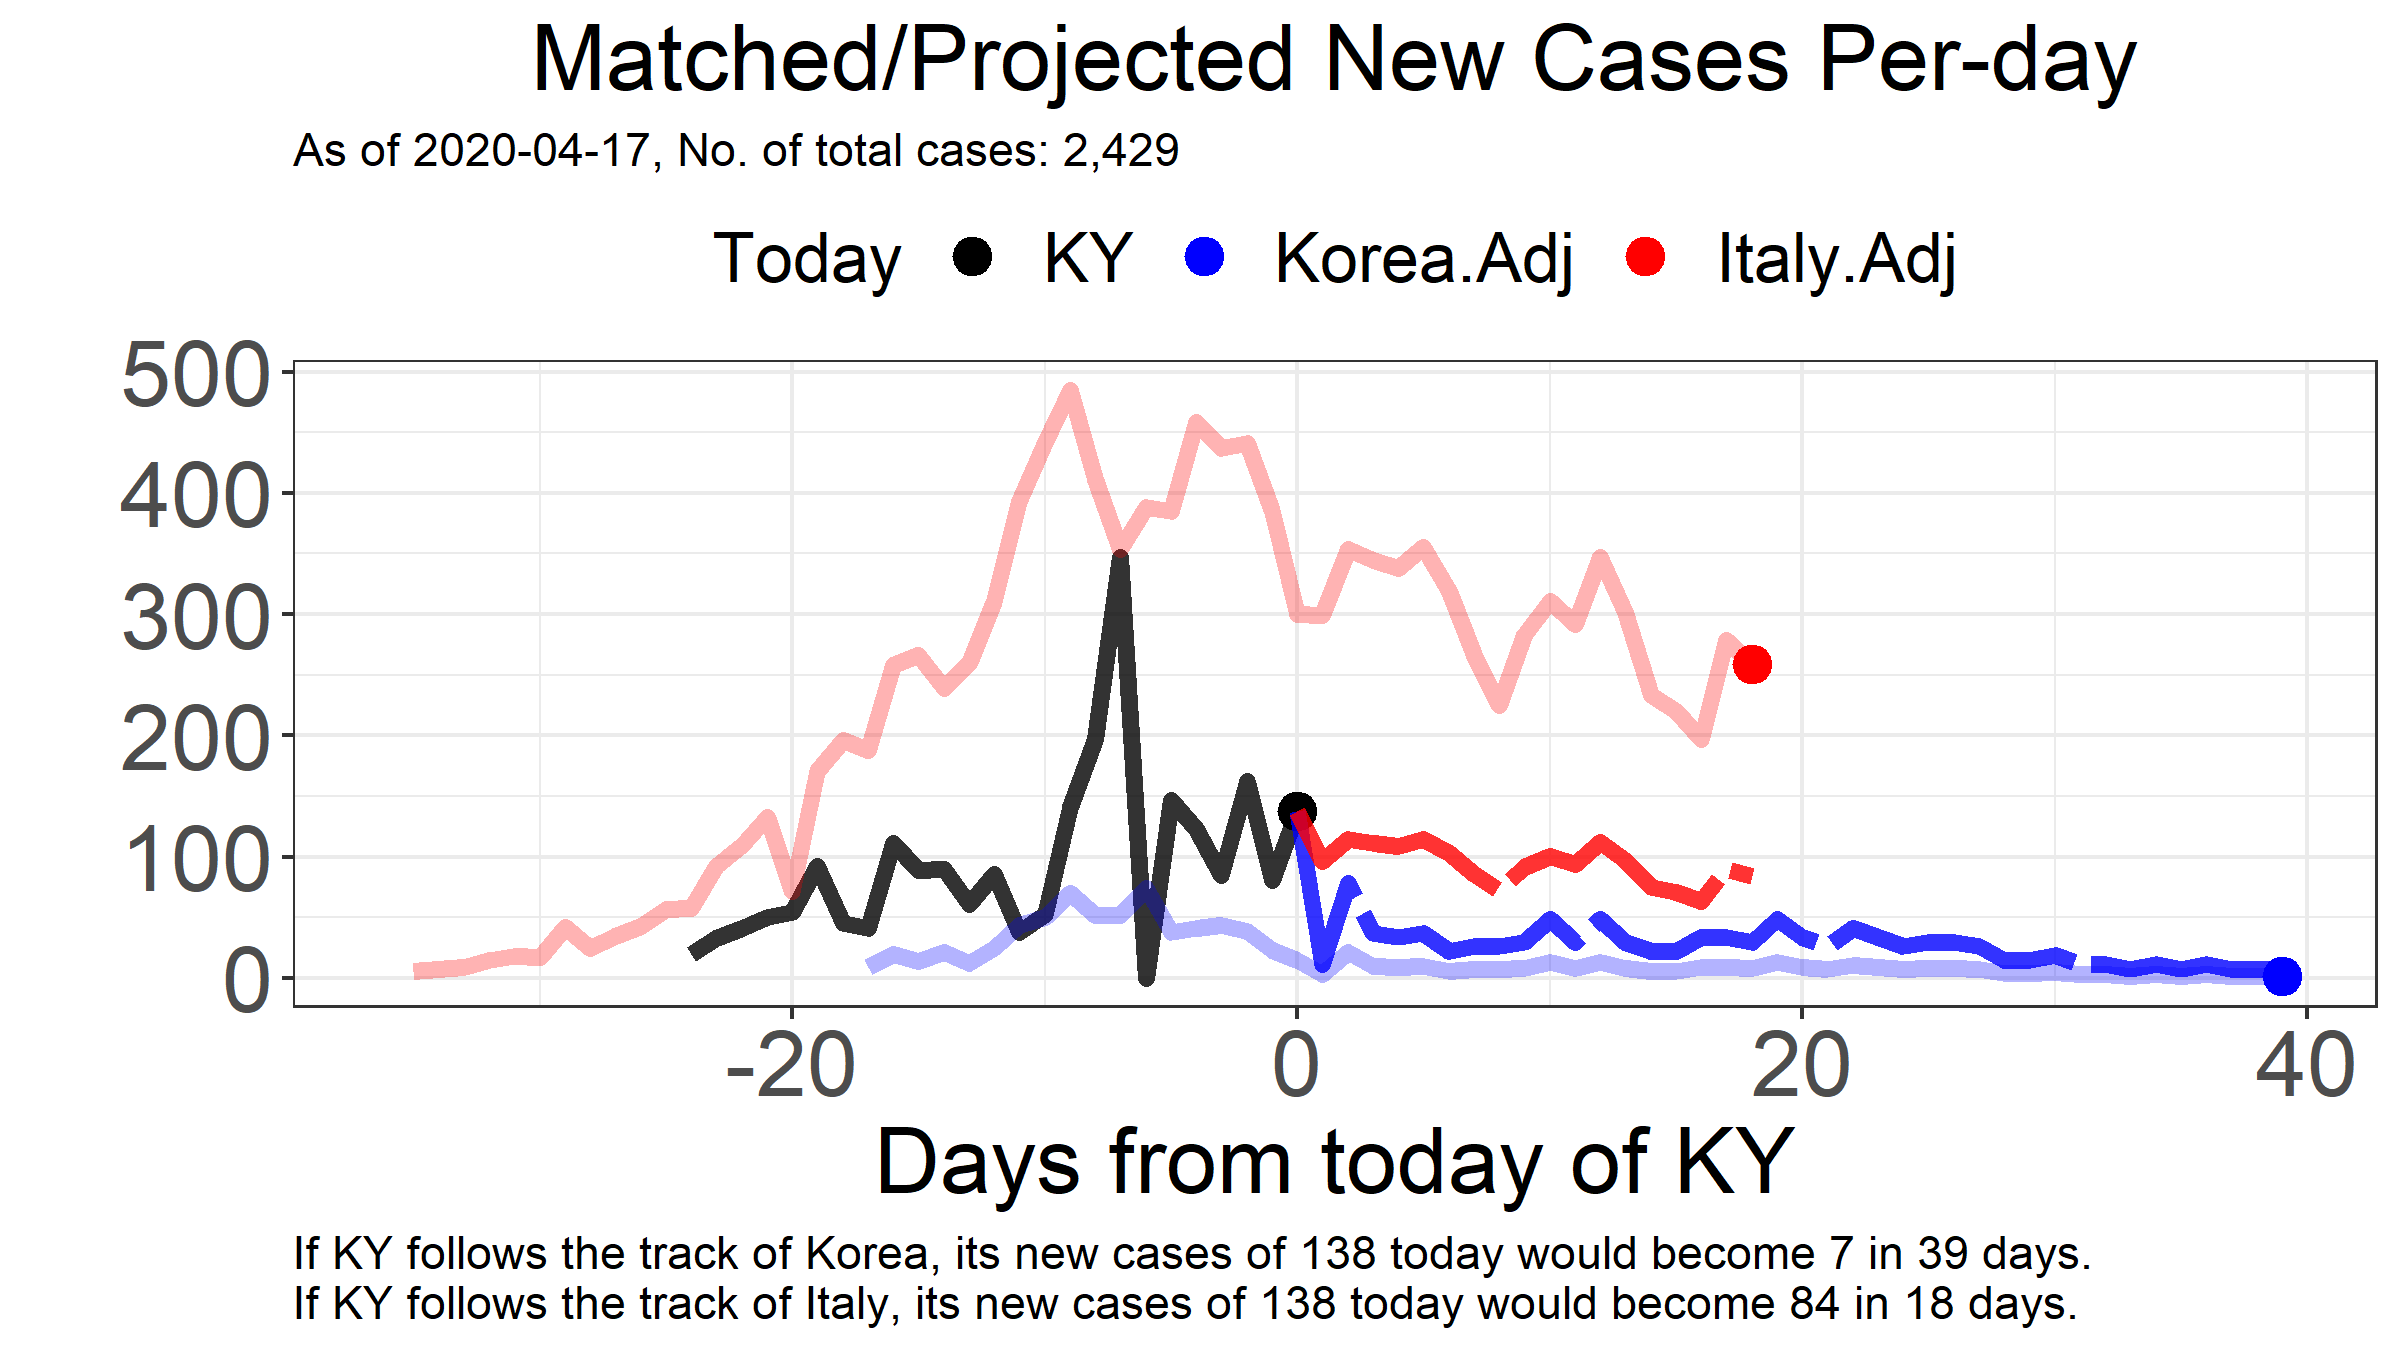 Matched/Projected New Cases Per-day
As of 2020-04-17, No. of total cases: 2,429
Today KY Korea.Adj Italy.Adj
500
400
300
200
100
0
-20 0 20 40
Days from today of KY
If KY follows the track of Korea, its new cases of 138 today would become 7 in 39 days.
If KY follows the track of Italy, its new cases of 138 today would become 84 in 18 days.